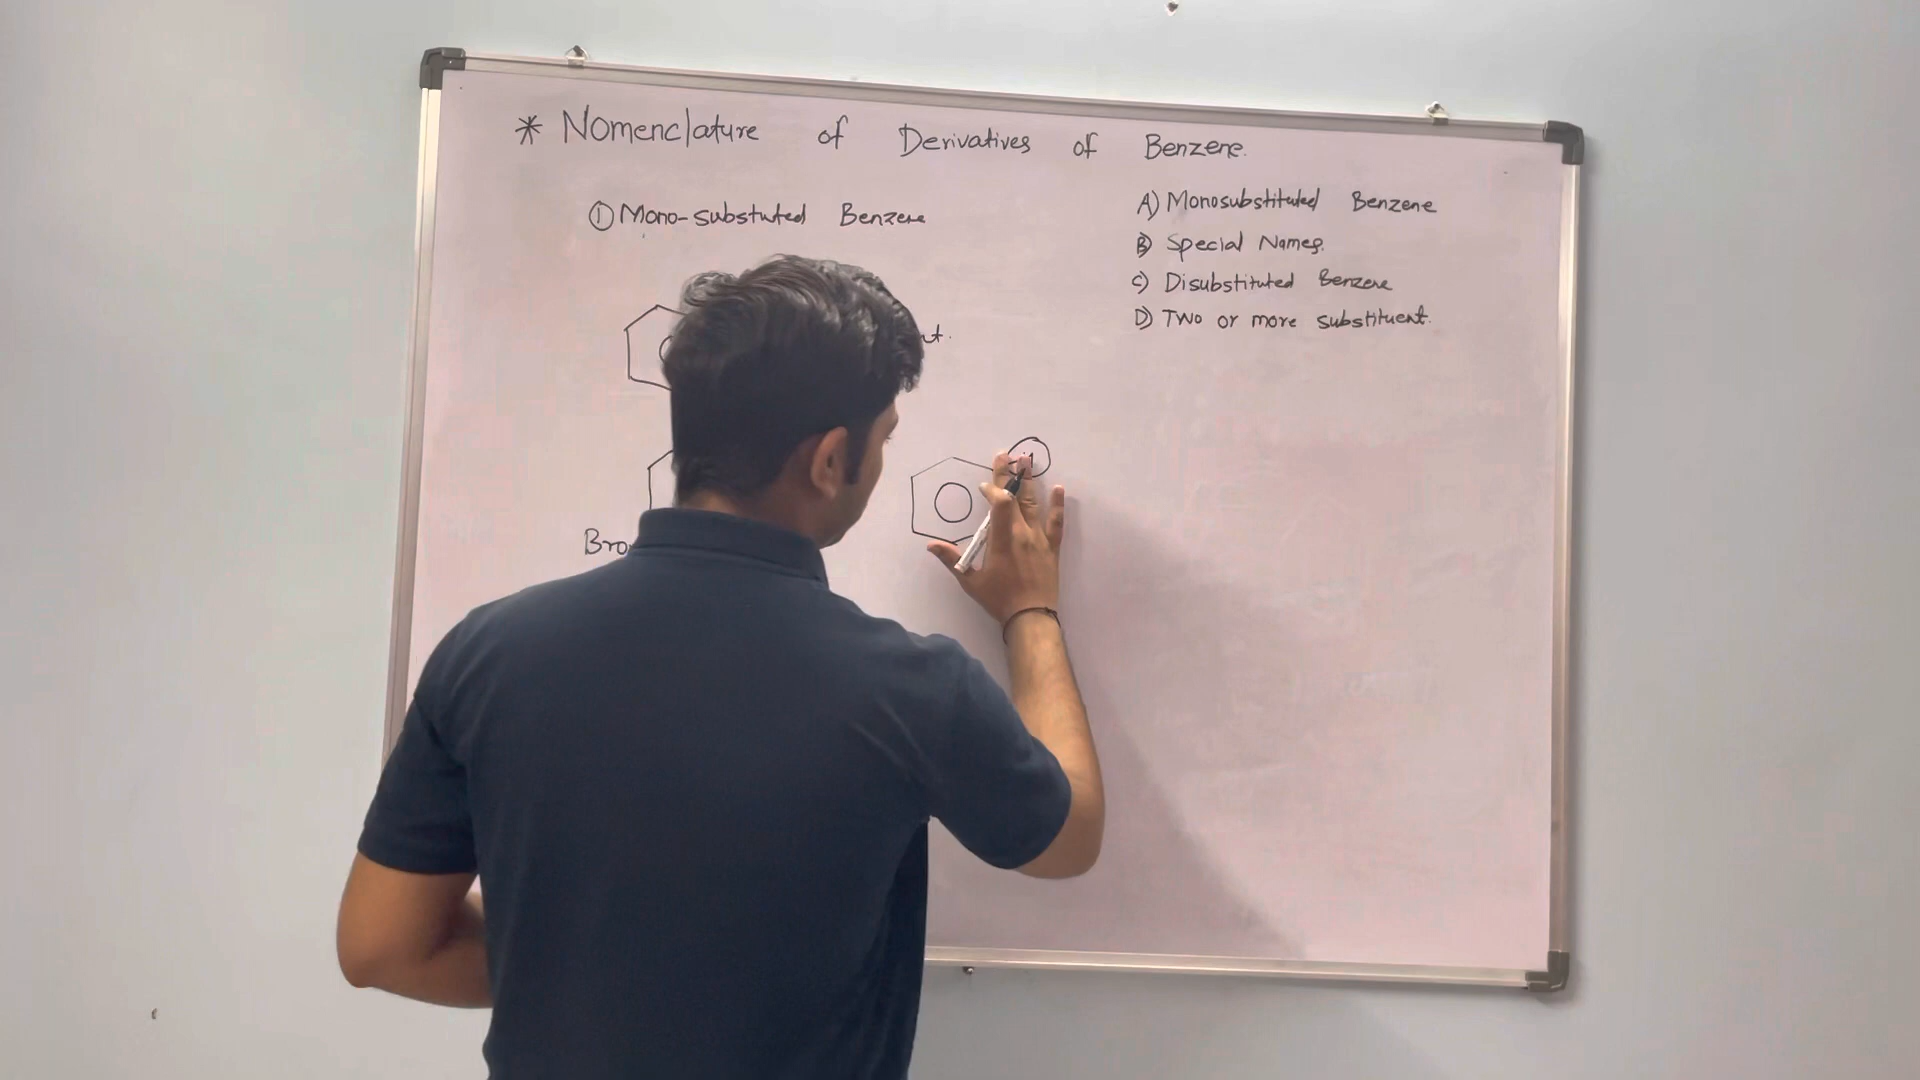 * Nomenclature of Derivatives of Benzene.
① Mono-substuted Benzene
A) Monosubstituted Benzene
B) Special Names.
C) Disubstituted Benzene
D) Two or more substituent.